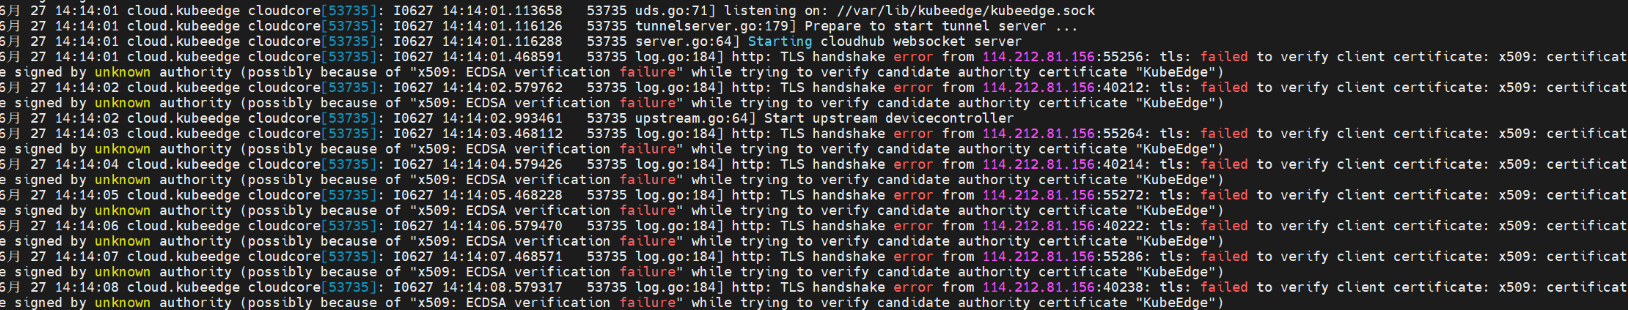 6月 27 14:14:01 cloud.kubeedge cloudcore[53735]: I0627 14:14:01.113658   53735 uds.go:71] listening on: //var/lib/kubeedge/kubeedge.sock
6月 27 14:14:01 cloud.kubeedge cloudcore[53735]: I0627 14:14:01.116126   53735 tunnelserver.go:179] Prepare to start tunnel server ...
6月 27 14:14:01 cloud.kubeedge cloudcore[53735]: I0627 14:14:01.116288   53735 server.go:64] Starting cloudhub websocket server
6月 27 14:14:01 cloud.kubeedge cloudcore[53735]: I0627 14:14:01.468591   53735 log.go:184] http: TLS handshake error from 114.212.81.156:55256: tls: failed to verify client certificate: x509: certificat
e signed by unknown authority (possibly because of "x509: ECDSA verification failure" while trying to verify candidate authority certificate "KubeEdge")
6月 27 14:14:02 cloud.kubeedge cloudcore[53735]: I0627 14:14:02.579762   53735 log.go:184] http: TLS handshake error from 114.212.81.156:40212: tls: failed to verify client certificate: x509: certificat
e signed by unknown authority (possibly because of "x509: ECDSA verification failure" while trying to verify candidate authority certificate "KubeEdge")
6月 27 14:14:02 cloud.kubeedge cloudcore[53735]: I0627 14:14:02.993461   53735 upstream.go:64] Start upstream devicecontroller
6月 27 14:14:03 cloud.kubeedge cloudcore[53735]: I0627 14:14:03.468112   53735 log.go:184] http: TLS handshake error from 114.212.81.156:55264: tls: failed to verify client certificate: x509: certificat
e signed by unknown authority (possibly because of "x509: ECDSA verification failure" while trying to verify candidate authority certificate "KubeEdge")
6月 27 14:14:04 cloud.kubeedge cloudcore[53735]: I0627 14:14:04.579426   53735 log.go:184] http: TLS handshake error from 114.212.81.156:40214: tls: failed to verify client certificate: x509: certificat
e signed by unknown authority (possibly because of "x509: ECDSA verification failure" while trying to verify candidate authority certificate "KubeEdge")
6月 27 14:14:05 cloud.kubeedge cloudcore[53735]: I0627 14:14:05.468228   53735 log.go:184] http: TLS handshake error from 114.212.81.156:55272: tls: failed to verify client certificate: x509: certificat
e signed by unknown authority (possibly because of "x509: ECDSA verification failure" while trying to verify candidate authority certificate "KubeEdge")
6月 27 14:14:06 cloud.kubeedge cloudcore[53735]: I0627 14:14:06.579470   53735 log.go:184] http: TLS handshake error from 114.212.81.156:40222: tls: failed to verify client certificate: x509: certificat
e signed by unknown authority (possibly because of "x509: ECDSA verification failure" while trying to verify candidate authority certificate "KubeEdge")
6月 27 14:14:07 cloud.kubeedge cloudcore[53735]: I0627 14:14:07.468571   53735 log.go:184] http: TLS handshake error from 114.212.81.156:55286: tls: failed to verify client certificate: x509: certificat
e signed by unknown authority (possibly because of "x509: ECDSA verification failure" while trying to verify candidate authority certificate "KubeEdge")
6月 27 14:14:08 cloud.kubeedge cloudcore[53735]: I0627 14:14:08.579317   53735 log.go:184] http: TLS handshake error from 114.212.81.156:40238: tls: failed to verify client certificate: x509: certificat
e signed by unknown authority (possibly because of "x509: ECDSA verification failure" while trying to verify candidate authority certificate "KubeEdge")